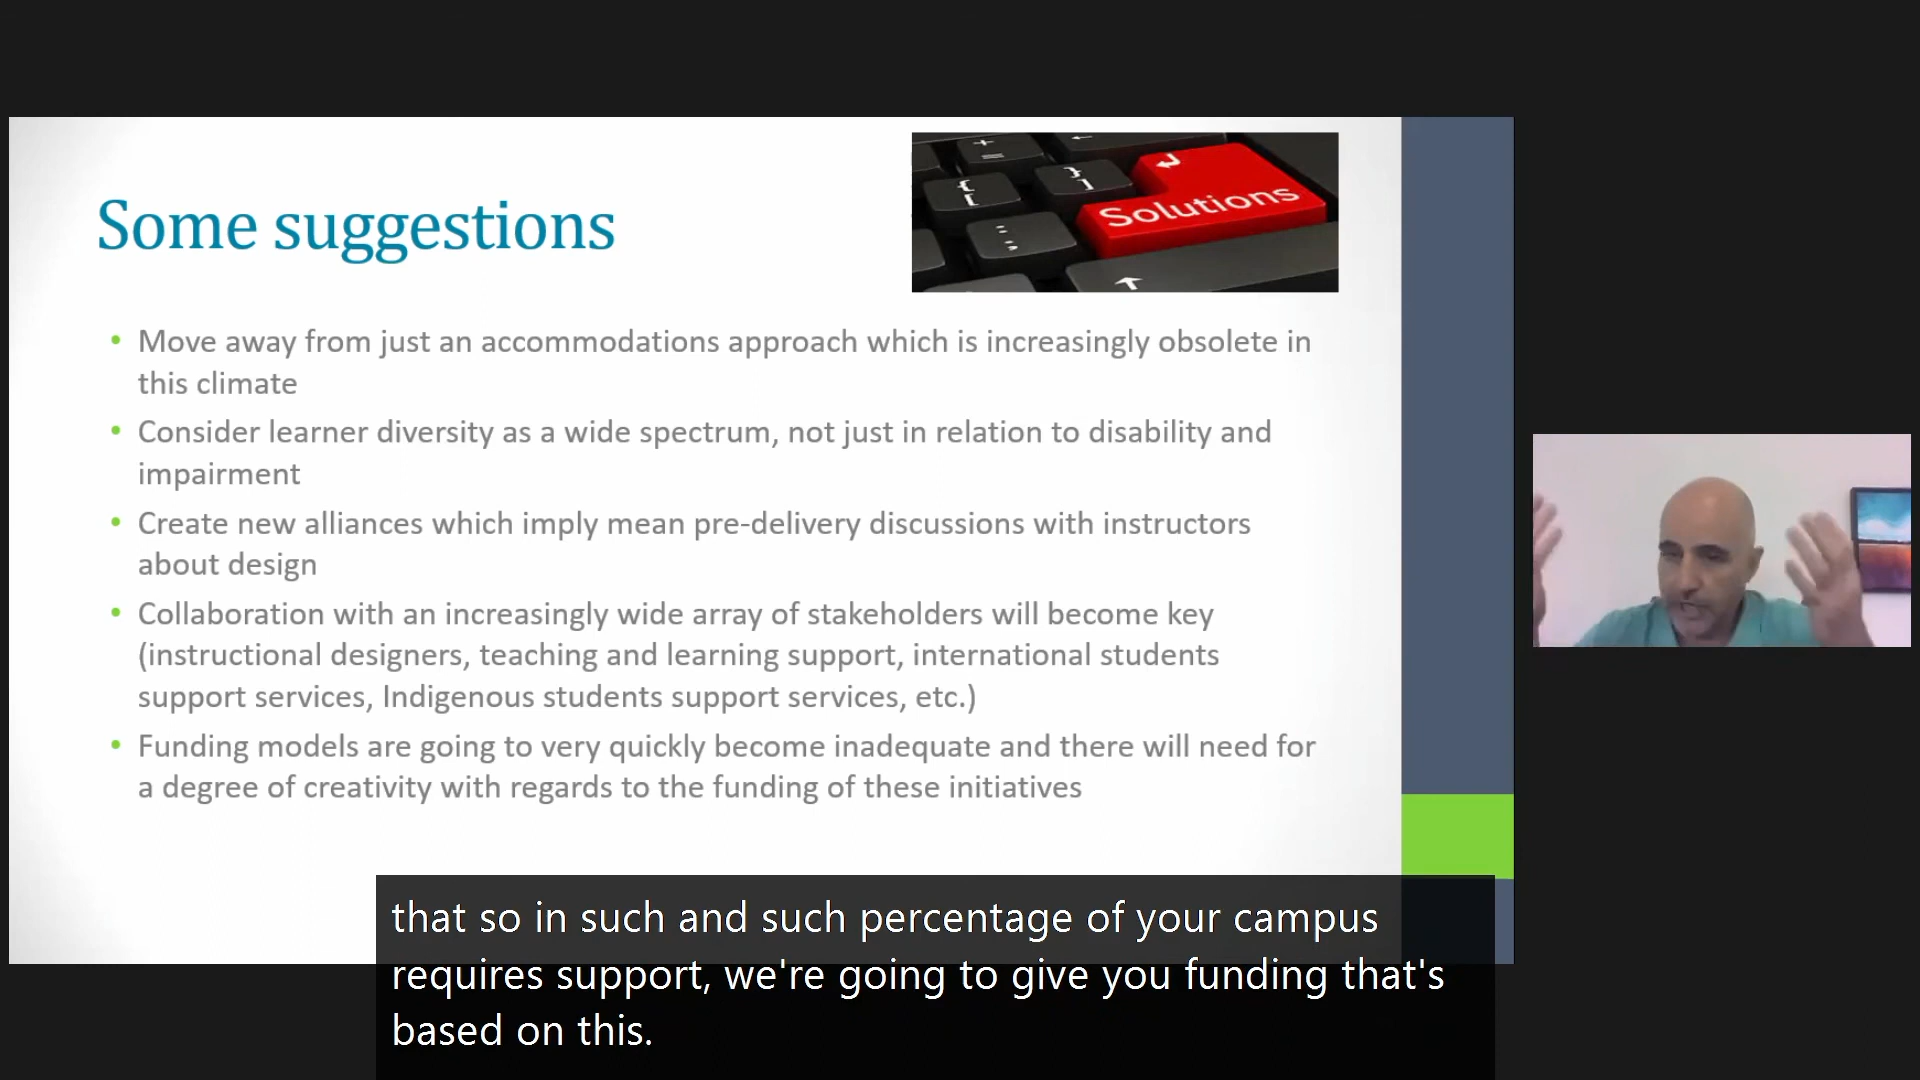 Solutions
Some suggestions
• Move away from just an accommodations approach which is increasingly obsolete in
this climate
• Consider learner diversity as a wide spectrum, not just in relation to disability and
impairment
• Create new alliances which imply mean pre-delivery discussions with instructors
about design
• Collaboration with an increasingly wide array of stakeholders will become key
(instructional designers, teaching and learning support, international students
support services, Indigenous students support services, etc.)
• Funding models are going to very quickly become inadequate and there will need for
a degree of creativity with regards to the funding of these initiatives
that so in such and such percentage of your campus
requires support, we're going to give you funding that's
based on this.